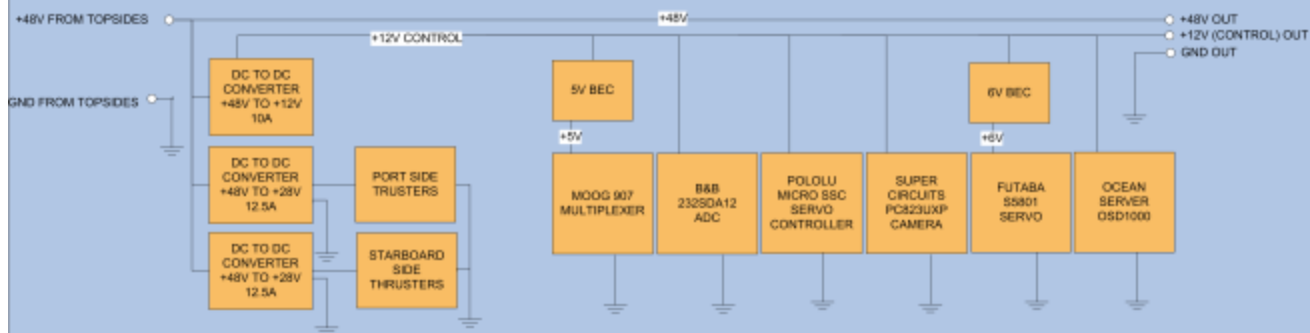 +48V FROM TOPSIDES
+48V
+48V OUT
+12V CONTROL
+12V (CONTROL) OUT
GND OUT
GND FROM TOPSIDES
DC TO DC
CONVERTER
+48V TO +12V
10A
5V BEC
6V BEC
+5V
+6V
DC TO DC
CONVERTER
+48V TO +28V
12.5A
PORT SIDE
TRUSTERS
MOOG 907
MULTIPLEXER
B&B
232SDA12
ADC
POLOLU
MICRO SSC
SERVO
CONTROLLER
SUPER
CIRCUITS
PC823UXP
CAMERA
FUTABA
S5801
SERVO
OCEAN
SERVER
OSD1000
DC TO DC
CONVERTER
+48V TO +28V
12.5A
STARBOARD
SIDE
THRUSTERS